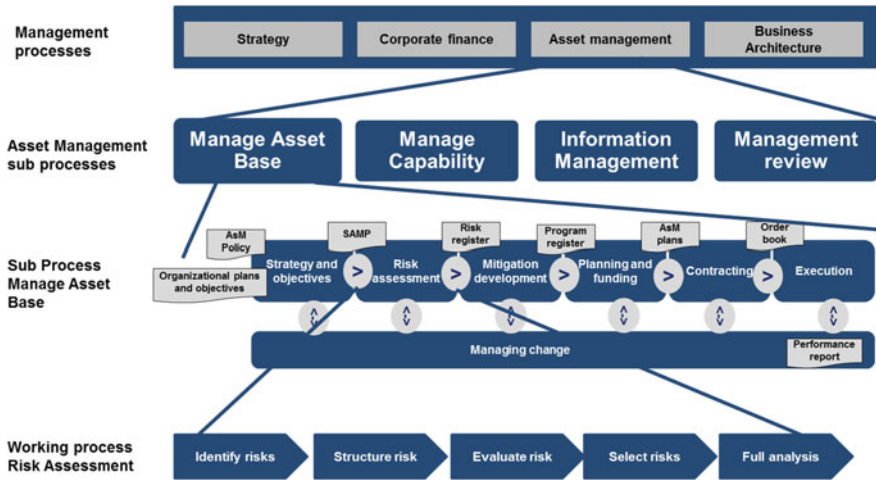 Management
processes
Strategy
Corporate finance
Asset management
Business
Architecture
Asset Management
sub processes
Manage Asset
Base
Manage
Capability
Information
Management
Management
review
Sub Process
Manage Asset
Base
Organizational plans
and objectives
AsM
Policy
SAMP
Risk
register
Program
register
AsM
plans
Order
book
Strategy and
objectives
>
Risk
assessment
>
Mitigation
development
>
Planning and
funding
>
Contracting
>
Execution
Managing change
Performance
report
Working process
Risk Assessment
Identify risks
Structure risk
Evaluate risk
Select risks
Full analysis